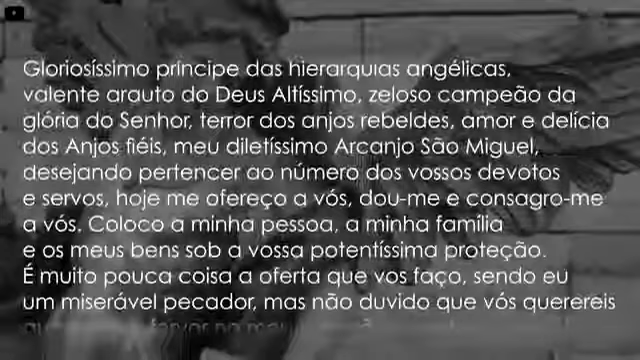 Gloriosíssimo príncipe das hierarquias angélicas,
valente arauto do Deus Altíssimo, zeloso campeão da
glória do Senhor, terror dos anjos rebeldes, amor e delícia
dos Anjos fiéis, meu diletíssimo Arcanjo São Miguel,
desejando pertencer ao número dos vossos devotos
e servos, hoje me ofereço a vós, dou-me e consagro-me
a vós. Coloco a minha pessoa, a minha família
e os meus bens sob a vossa potentíssima proteção.
É muito pouca coisa a oferta que vos faço, sendo eu
um miserável pecador, mas não duvido que vós querereis